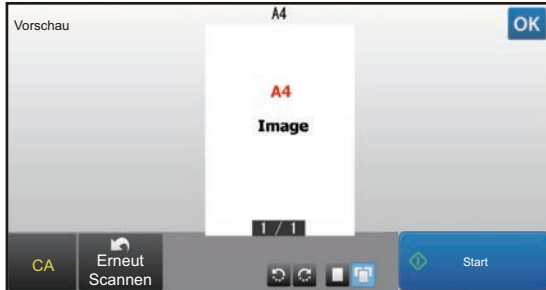 A4
Vorschau
OK
A4
Image
1 / 1
CA
Erneut
Scannen
Start